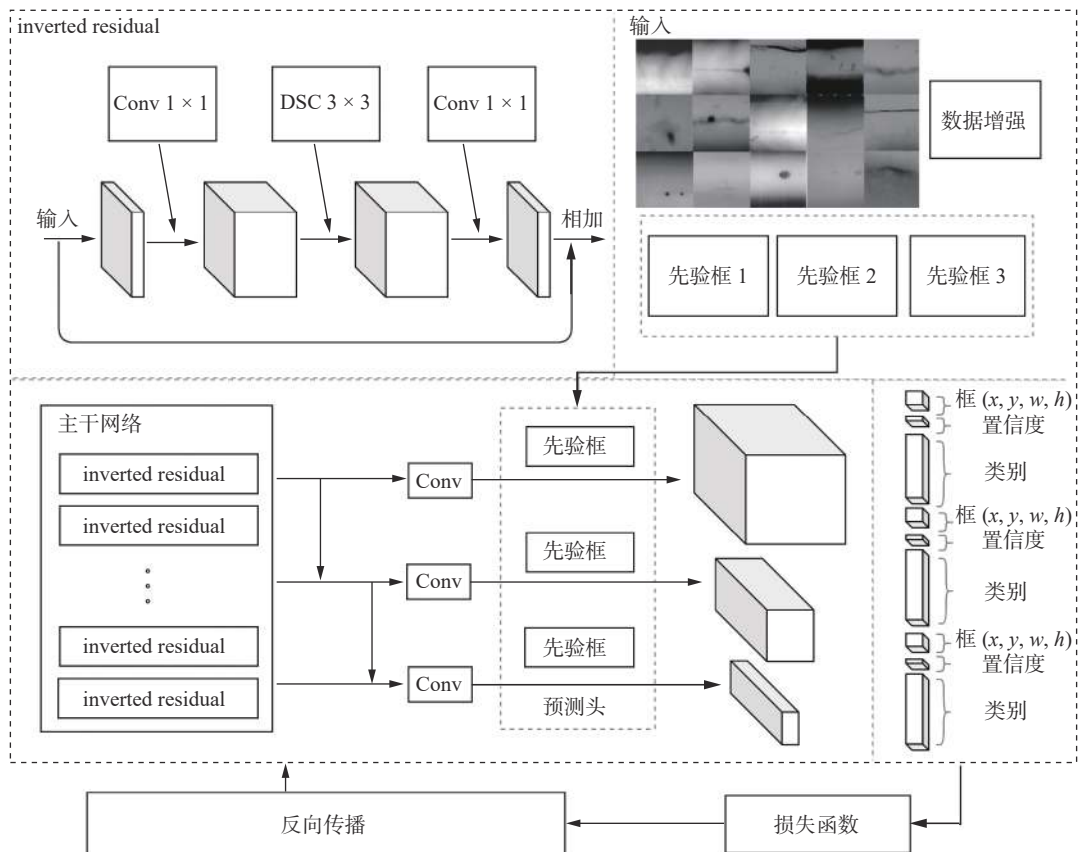 inverted residual
Conv 1 × 1
DSC 3 × 3
Conv 1 × 1
输入
相加
输入
数据增强
先验框 1
先验框 2
先验框 3
主干网络
inverted residual
inverted residual
inverted residual
inverted residual
Conv
Conv
Conv
先验框
先验框
先验框
预测头
框 (x, y, w, h)
置信度
类别
框 (x, y, w, h)
置信度
类别
框 (x, y, w, h)
置信度
类别
反向传播
损失函数